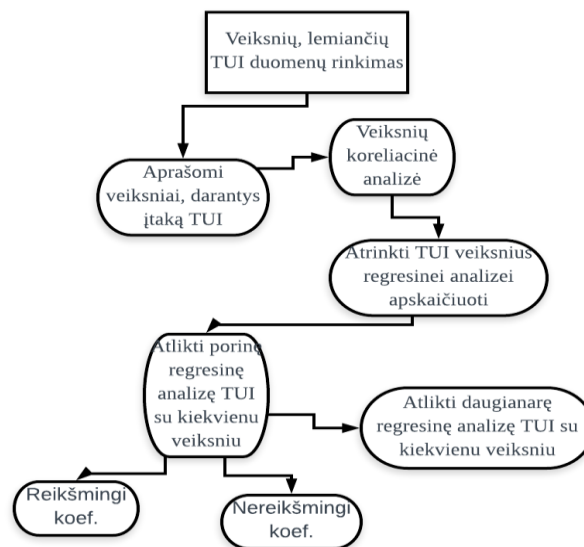 Veiksnių, lemiančių
TUI duomenų rinkimas
Veiksnių
koreliacinė
analizė
Aprašomi
veiksniai, darantys
įtaką TUI
Atrinkti TUI veiksnius
regresinei analizei
apskaičiuoti
Atlikti porinę
regresinę
analizę TUI
su kiekvienu
veiksniu
Atlikti daugianarę
regresinę analizę TUI su
kiekvienu veiksniu
Reikšmingi
koef.
Nereikšmingi
koef.